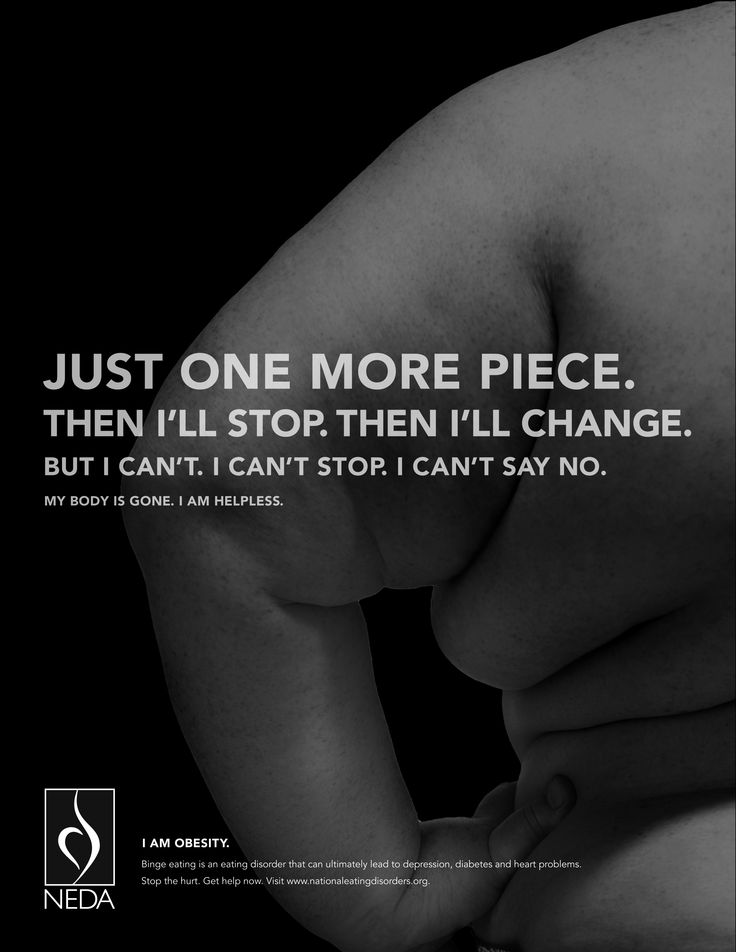 JUST ONE MORE PIECE.
THEN I'LL STOP. THEN I'LL CHANGE.
BUT I CAN'T. I CAN'T STOP. I CAN'T SAY NO.
MY BODY IS GONE. I AM HELPLESS.
I AM OBESITY.
Binge eating is an eating disorder that can ultimately lead to depression, diabetes and heart problems.
Stop the hurt. Get help now. Visit www.nationaleatingdisorders.org.
NEDA